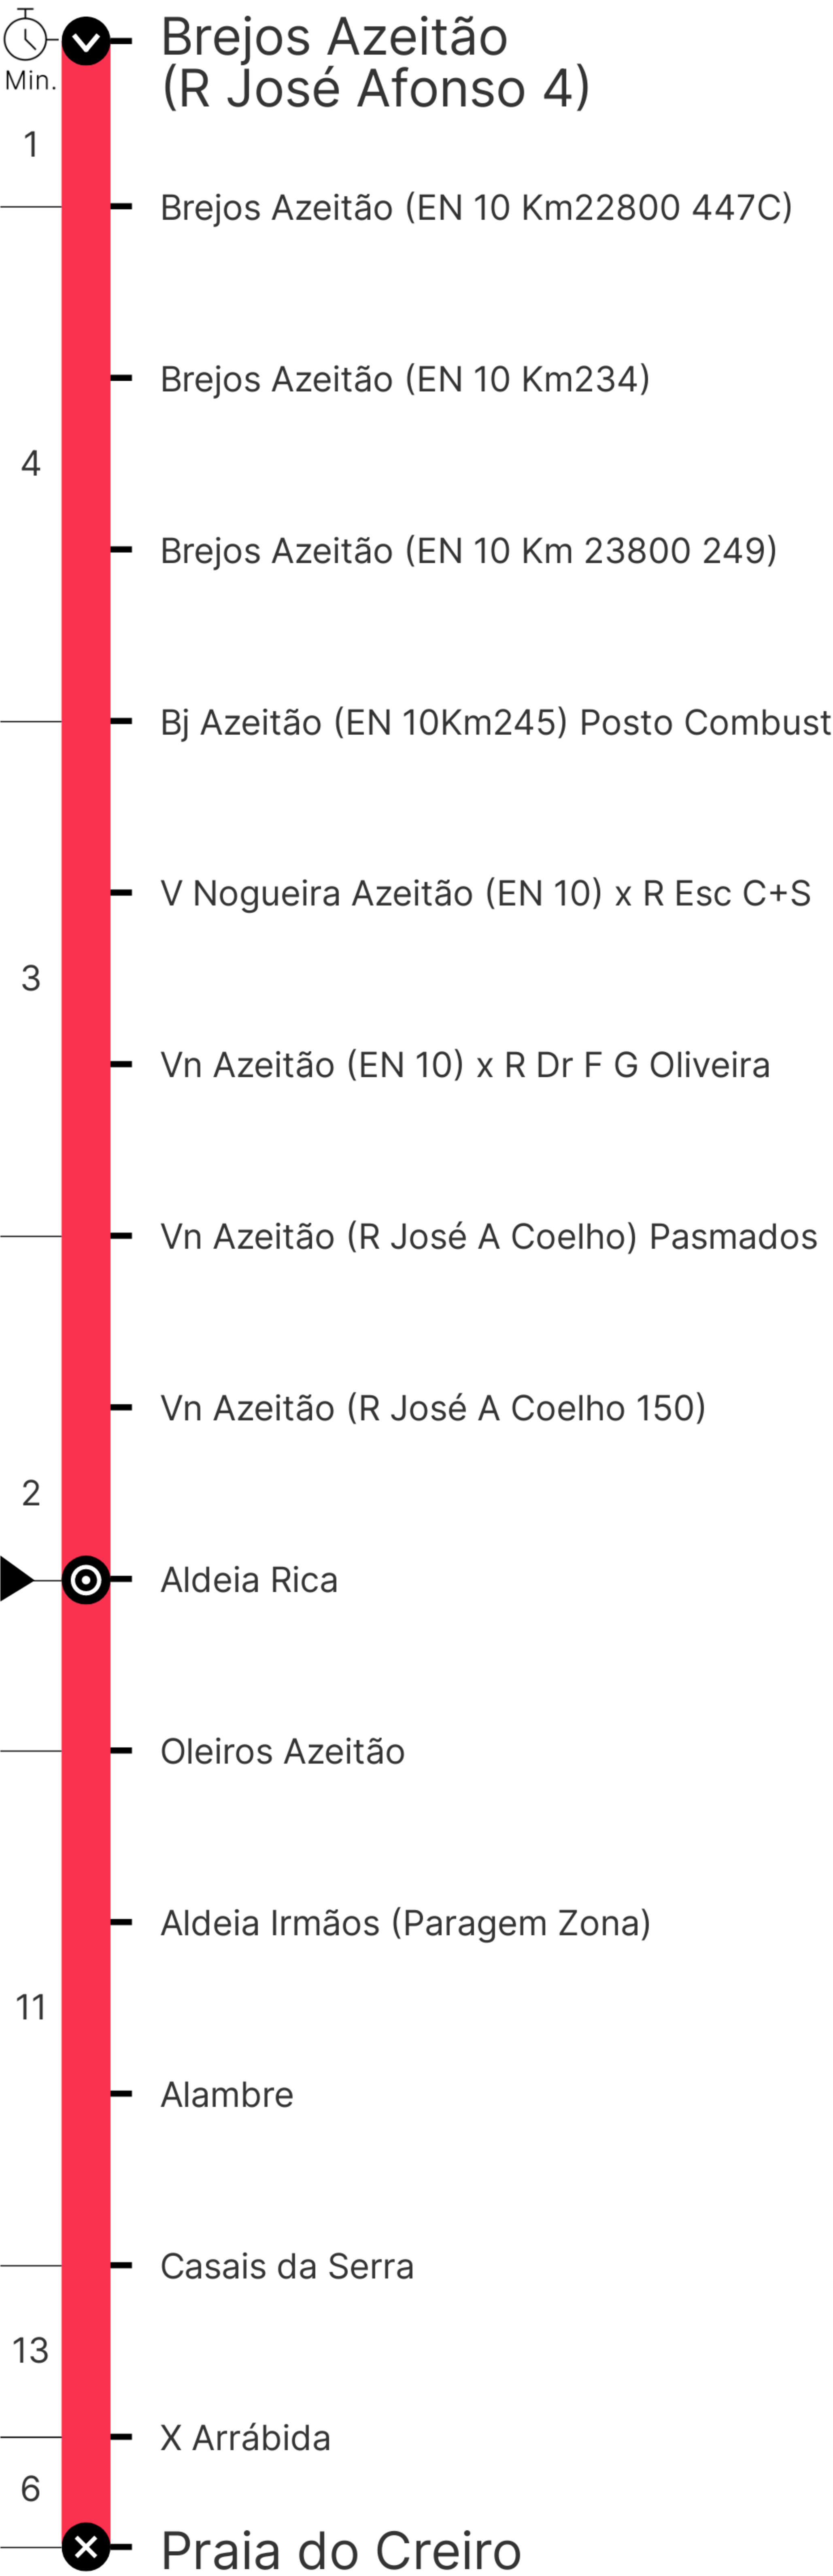 Min.
Brejos Azeitão
(R José Afonso 4)
1
Brejos Azeitão (EN 10 Km22800 447C)
Brejos Azeitão (EN 10 Km234)
4
Brejos Azeitão (EN 10 Km 23800 249)
Bj Azeitão (EN 10Km245) Posto Combust
V Nogueira Azeitão (EN 10) x R Esc C+S
3
Vn Azeitão (EN 10) x R Dr F G Oliveira
Vn Azeitão (R José A Coelho) Pasmados
Vn Azeitão (R José A Coelho 150)
2
Aldeia Rica
Oleiros Azeitão
Aldeia Irmãos (Paragem Zona)
11
Alambre
Casais da Serra
13
X Arrábida
6
Praia do Creiro